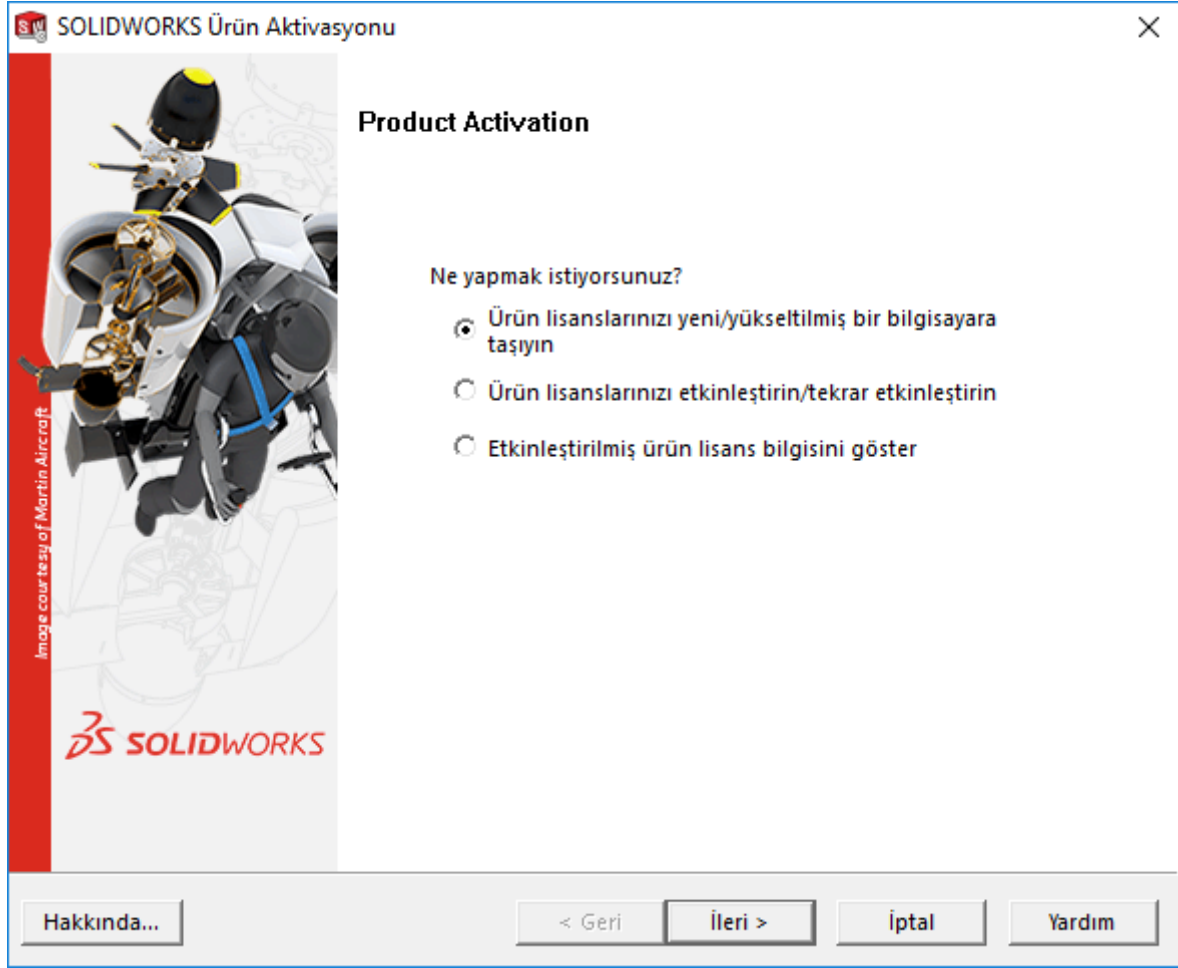 SOLIDWORKS Ürün Aktivasyonu
Product Activation
Ne yapmak istiyorsunuz?
Ürün lisanslarınızı yeni/yükseltilmiş bir bilgisayara
taşıyın
Ürün lisanslarınızı etkinleştirin/tekrar etkinleştirin
Etkinleştirilmiş ürün lisans bilgisini göster
Image courtesy of Martin Aircraft
SOLIDWORKS
Hakkında...
< Geri
İleri >
İptal
Yardım